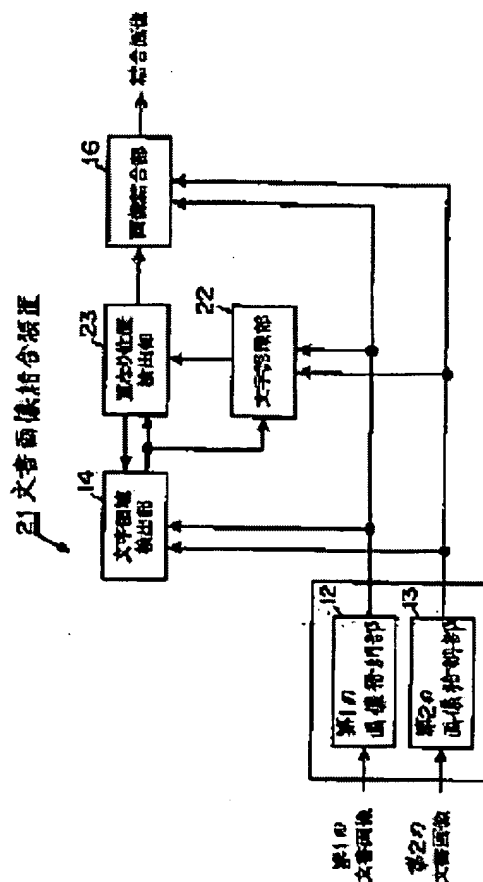 21 文書画像結合装置
第1の
文書画像
第2の
文書画像
12
第1の
画像格納部
13
第2の
画像格納部
14
文字領域
検出部
23
重なり位置
検出部
22
文字認識部
16
画像結合部
結合画像